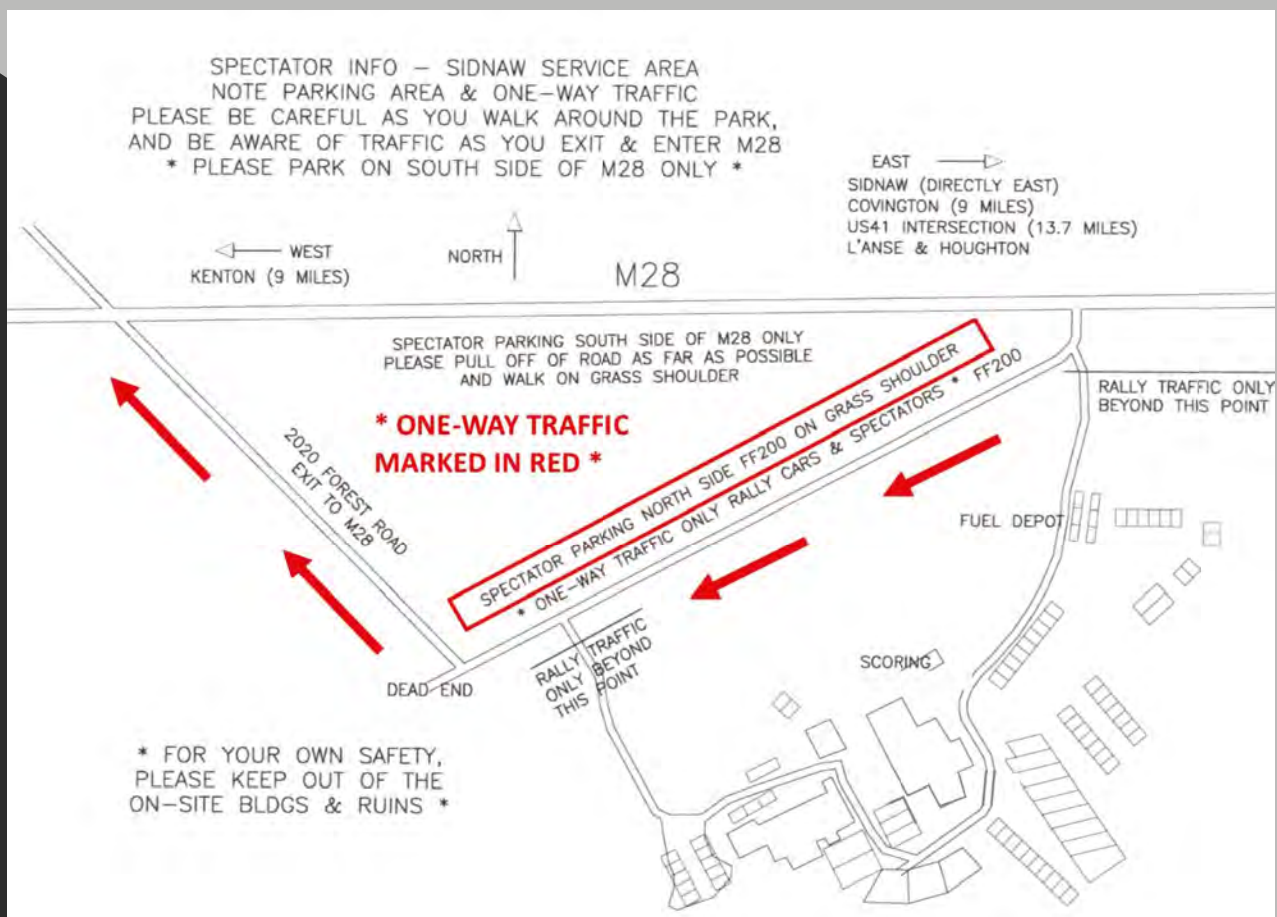 SPECTATOR INFO – SIDNAW SERVICE AREA
NOTE PARKING AREA & ONE–WAY TRAFFIC
PLEASE BE CAREFUL AS YOU WALK AROUND THE PARK,
AND BE AWARE OF TRAFFIC AS YOU EXIT & ENTER M28
* PLEASE PARK ON SOUTH SIDE OF M28 ONLY *
EAST
SIDNAW (DIRECTLY EAST)
COVINGTON (9 MILES)
US41 INTERSECTION (13.7 MILES)
L'ANSE & HOUGHTON
WEST
KENTON (9 MILES)
NORTH
M28
SPECTATOR PARKING SOUTH SIDE OF M28 ONLY
PLEASE PULL OFF OF ROAD AS FAR AS POSSIBLE
AND WALK ON GRASS SHOULDER
RALLY TRAFFIC ONLY
BEYOND THIS POINT
* ONE-WAY TRAFFIC
MARKED IN RED *
2020 FOREST ROAD
EXIT TO M28
SPECTATOR PARKING NORTH SIDE FF200 ON GRASS SHOULDER
* ONE–WAY TRAFFIC ONLY RALLY CARS & SPECTATORS * FF200
FUEL DEPOT
RALLY TRAFFIC
ONLY BEYOND
THIS POINT
SCORING
DEAD END
* FOR YOUR OWN SAFETY,
PLEASE KEEP OUT OF THE
ON–SITE BLDGS & RUINS *